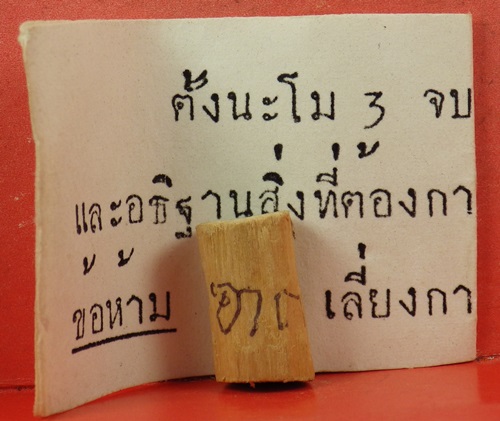 ตั้งนะโม 3 จบ
และอธิฐานสิ่งที่ต้องกา
ข้อห้าม เลี่ยงกา